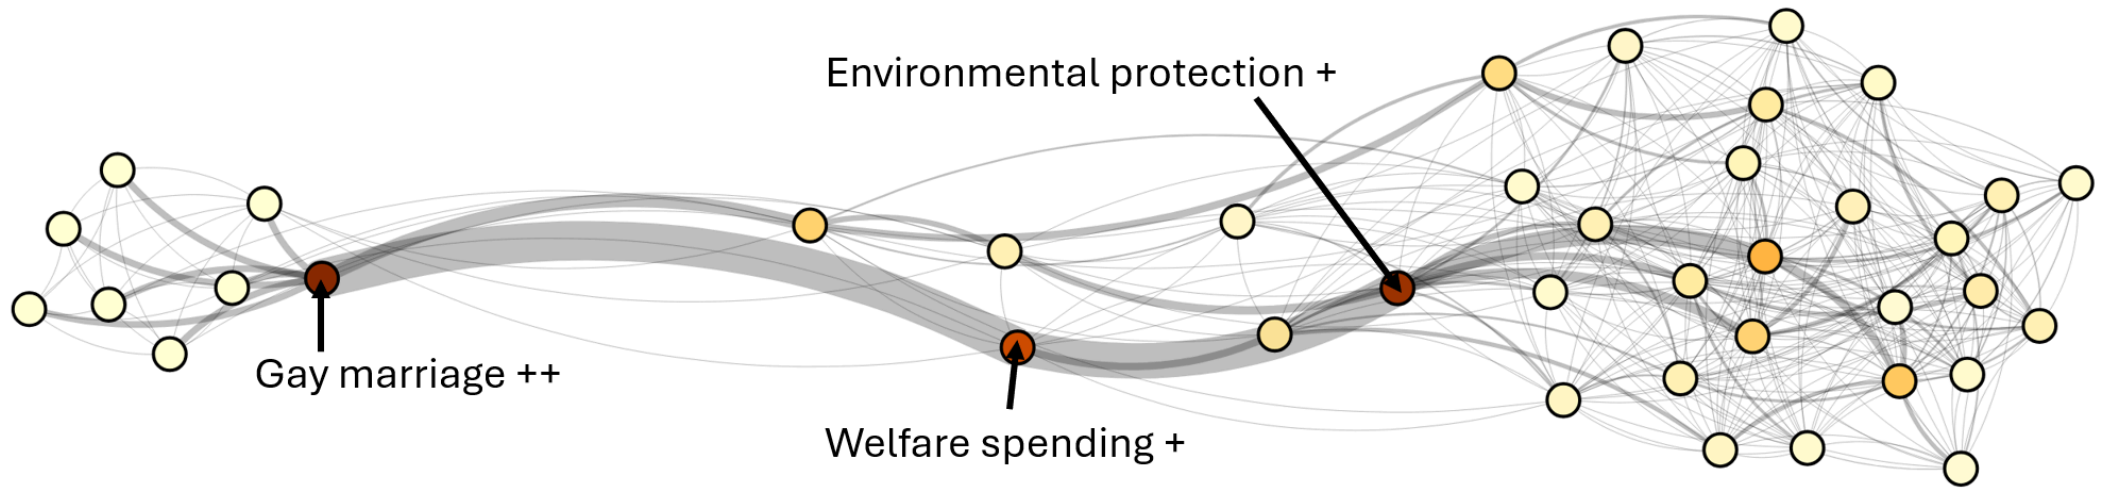 Environmental protection +
Gay marriage ++
Welfare spending +